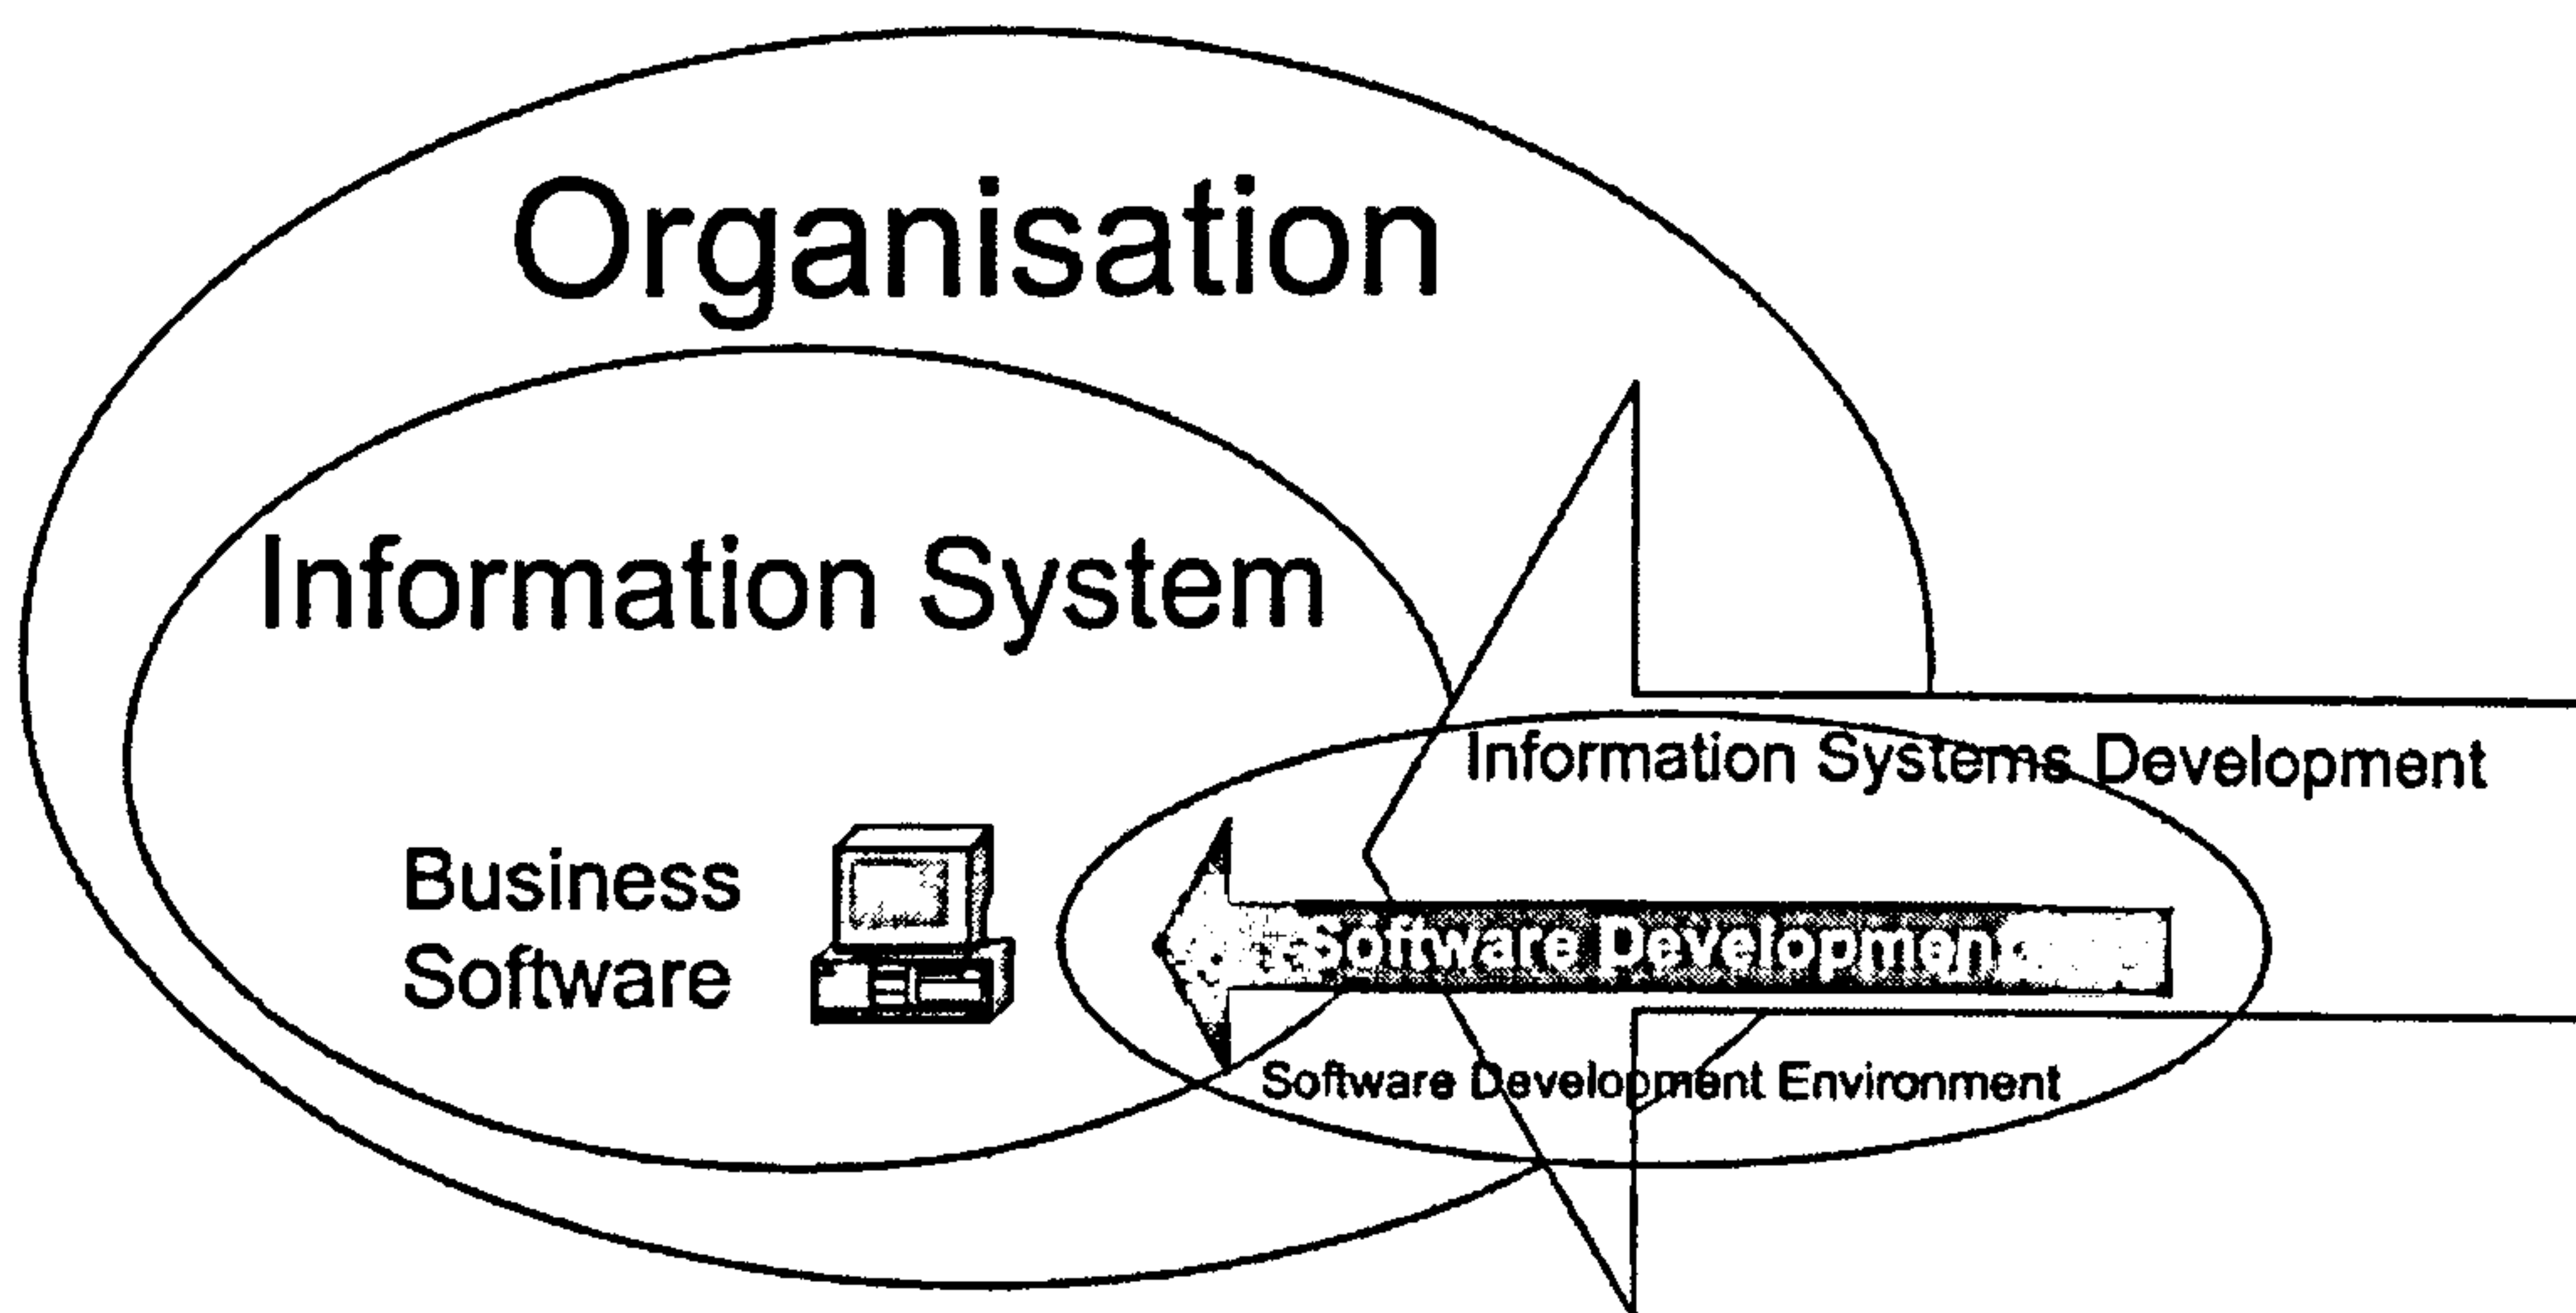 Organisation
Information System
Information Systems Development
Business
Software
Software Development
Software Development Environment